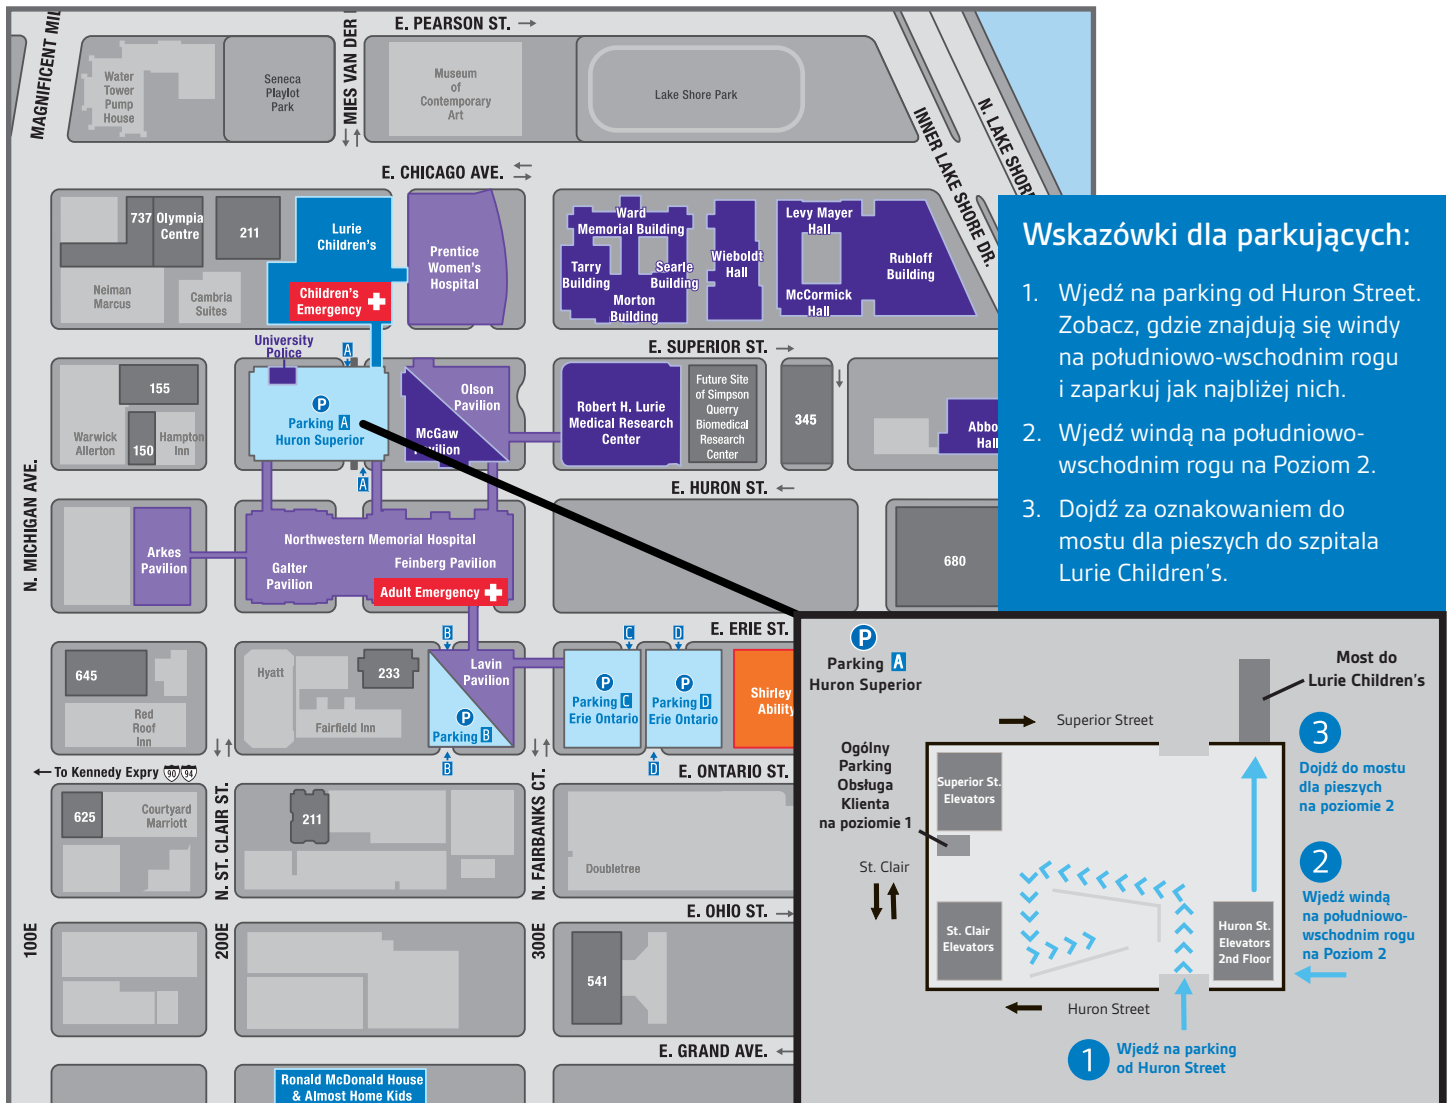 E. PEARSON ST.
MAGNIFICENT
MIES VAN DER
Water
Tower
Pump
House
Seneca
Playlot
Park
Museum
of
Contemporary
Art
Lake Shore Park
INNER LAKE SHORE DR.
N. LAKE SHORE
E. CHICAGO AVE.
737
Olympia
Centre
211
Lurie
Children's
Children's
Emergency
Neiman
Marcus
Cambria
Suites
Prentice
Women's
Hospital
Ward
Memorial Building
Tarry
Building
Searle
Building
Morton
Building
Wieboldt
Hall
Levy Mayer
Hall
McCormick
Hall
Rubloff
Building
E. SUPERIOR ST.
University
Police
A
155
Warwick
Allerton
150
Hampton
Inn
P
Parking A
Huron Superior
A
Olson
Pavilion
McGaw
Pavilion
Robert H. Lurie
Medical Research
Center
Future Site
of Simpson
Querry
Biomedical
Research
Center
345
Abbo
Hall
E. HURON ST.
N. MICHIGAN AVE.
Arkes
Pavilion
Northwestern Memorial Hospital
Galter
Pavilion
Feinberg Pavilion
Adult Emergency
680
E. ERIE ST.
645
Red
Roof
Inn
Hyatt
233
Fairfield Inn
B
Lavin
Pavilion
P
Parking B
B
C
P
Parking C
Erie Ontario
D
P
Parking D
Erie Ontario
D
Shirley
Ability
To Kennedy Expry 90 94
E. ONTARIO ST.
625
Courtyard
Marriott
N. ST. CLAIR ST.
211
N. FAIRBANKS CT.
Doubletree
E. OHIO ST.
100E
200E
300E
541
E. GRAND AVE.
Ronald McDonald House
& Almost Home Kids
Wskazówki dla parkujących:
1. Wjedź na parking od Huron Street.
Zobacz, gdzie znajdują się windy
na południowo-wschodnim rogu
i zaparkuj jak najbliżej nich.
2. Wjedź windą na południowo-
wschodnim rogu na Poziom 2.
3. Dojdź za oznakowaniem do
mostu dla pieszych do szpitala
Lurie Children's.
P
Parking A
Huron Superior
Most do
Lurie Children's
Superior Street
Ogólny
Parking
Obsługa
Klienta
na poziomie 1
Superior St.
Elevators
3
Dojdź do mostu
dla pieszych
na poziomie 2
St. Clair
St. Clair
Elevators
Huron St.
Elevators
2nd Floor
2
Wjedź windą
na południowo-
wschodnim rogu
na Poziom 2
Huron Street
1
Wjedź na parking
od Huron Street